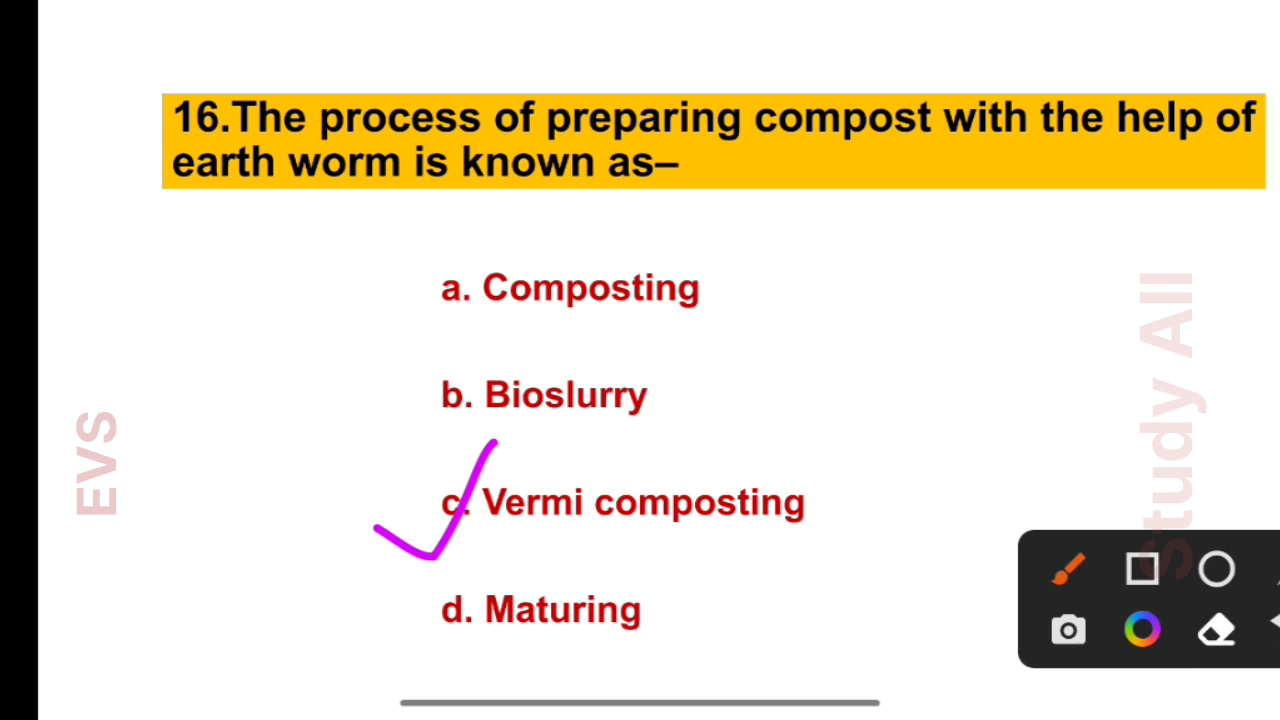 16.The process of preparing compost with the help of
earth worm is known as–
a. Composting
b. Bioslurry
c. Vermi composting
d. Maturing
EVS
Study All